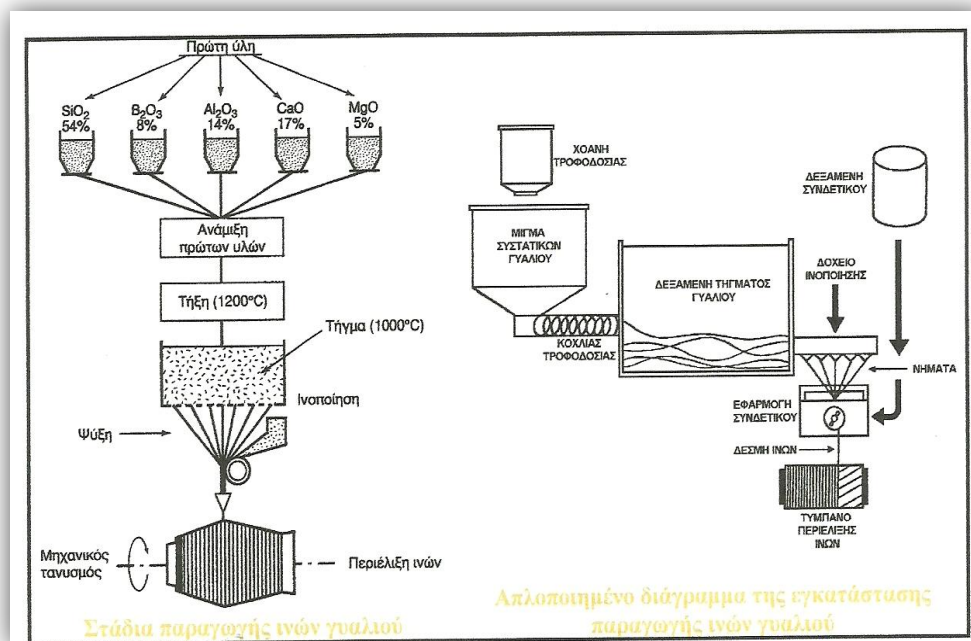 Πρώτη ύλη
SiO2
54%
B2O3
8%
Al2O3
14%
CaO
17%
MgO
5%
Ανάμιξη
πρώτων υλών
Τήξη (1200°C)
Τήγμα (1000°C)
Ινοποίηση
Ψύξη
Μηχανικός
τανυσμός
Περιέλιξη ινών
Στάδια παραγωγής ινών γυαλιού
ΧΟΑΝΗ
ΤΡΟΦΟΔΟΣΙΑΣ
ΜΙΓΜΑ
ΣΥΣΤΑΤΙΚΩΝ
ΓΥΑΛΙΟΥ
ΚΟΧΛΙΑΣ
ΤΡΟΦΟΔΟΣΙΑΣ
ΔΕΞΑΜΕΝΗ ΤΗΓΜΑΤΟΣ
ΓΥΑΛΙΟΥ
ΔΕΞΑΜΕΝΗ
ΣΥΝΔΕΤΙΚΟΥ
ΔΟΧΕΙΟ
ΙΝΟΠΟΙΗΣΗΣ
ΝΗΜΑΤΑ
ΕΦΑΡΜΟΓΗ
ΣΥΝΔΕΤΙΚΟΥ
ΔΕΣΜΗ ΙΝΩΝ
ΤΥΜΠΑΝΟ
ΠΕΡΙΕΛΙΞΗΣ
ΙΝΩΝ
Απλοποιημένο διάγραμμα της εγκατάστασης
παραγωγής ινών γυαλιού